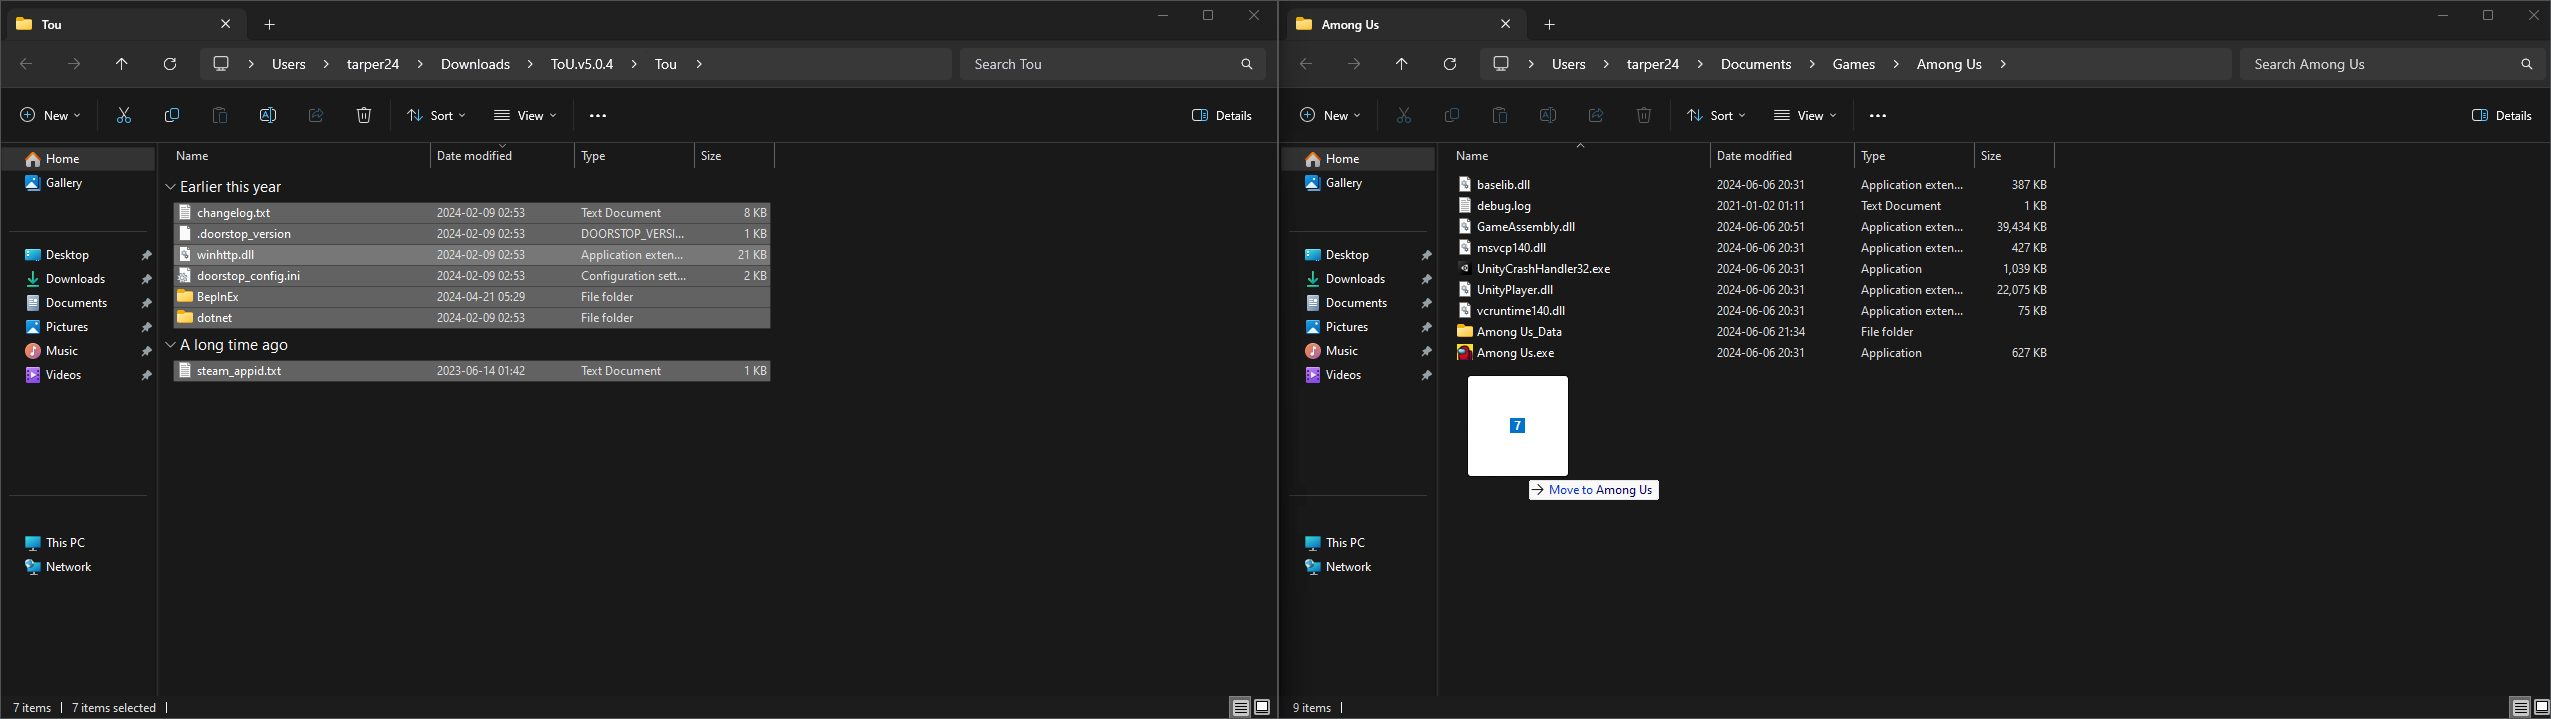 Tou
Users > tarper24 > Downloads > ToU.v5.0.4 > Tou >
Search Tou
New
Sort
View
Details
Home
Gallery
Desktop
Downloads
Documents
Pictures
Music
Videos
This PC
Network
Name Date modified Type Size
Earlier this year
changelog.txt 2024-02-09 02:53 Text Document 8 KB
.doorstop_version 2024-02-09 02:53 DOORSTOP_VERSI... 1 KB
winhttp.dll 2024-02-09 02:53 Application exten... 21 KB
doorstop_config.ini 2024-02-09 02:53 Configuration sett... 2 KB
BepInEx 2024-04-21 05:29 File folder
dotnet 2024-02-09 02:53 File folder
A long time ago
steam_appid.txt 2023-06-14 01:42 Text Document 1 KB
7 items | 7 items selected |
Among Us
Users > tarper24 > Documents > Games > Among Us >
Search Among Us
New
Sort
View
Details
Home
Gallery
Desktop
Downloads
Documents
Pictures
Music
Videos
This PC
Network
Name Date modified Type Size
baselib.dll 2024-06-06 20:31 Application exten... 387 KB
debug.log 2021-01-02 01:11 Text Document 1 KB
GameAssembly.dll 2024-06-06 20:51 Application exten... 39,434 KB
msvcp140.dll 2024-06-06 20:31 Application exten... 427 KB
UnityCrashHandler32.exe 2024-06-06 20:31 Application 1,039 KB
UnityPlayer.dll 2024-06-06 20:31 Application exten... 22,075 KB
vcruntime140.dll 2024-06-06 20:31 Application exten... 75 KB
Among Us_Data 2024-06-06 21:34 File folder
Among Us.exe 2024-06-06 20:31 Application 627 KB
7
Move to Among Us
9 items |